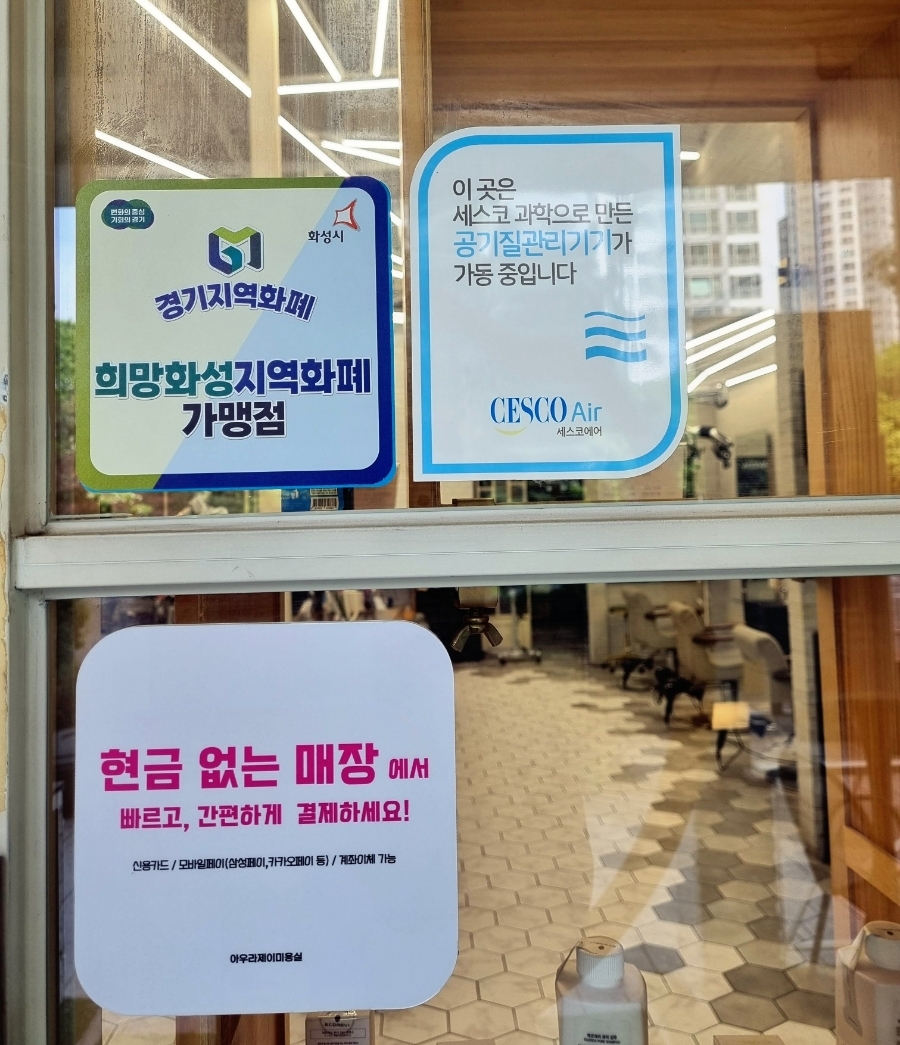 변화의 중심
기회의 경기
화성시
경기지역화폐
희망화성지역화폐
가맹점
이 곳은
세스코 과학으로 만든
공기질관리기기가
가동 중입니다
CESCO Air
세스코에어
현금 없는 매장 에서
빠르고, 간편하게 결제하세요!
신용카드 / 모바일페이(삼성페이,카카오페이 등) / 계좌이체 가능
아우라제이미용실